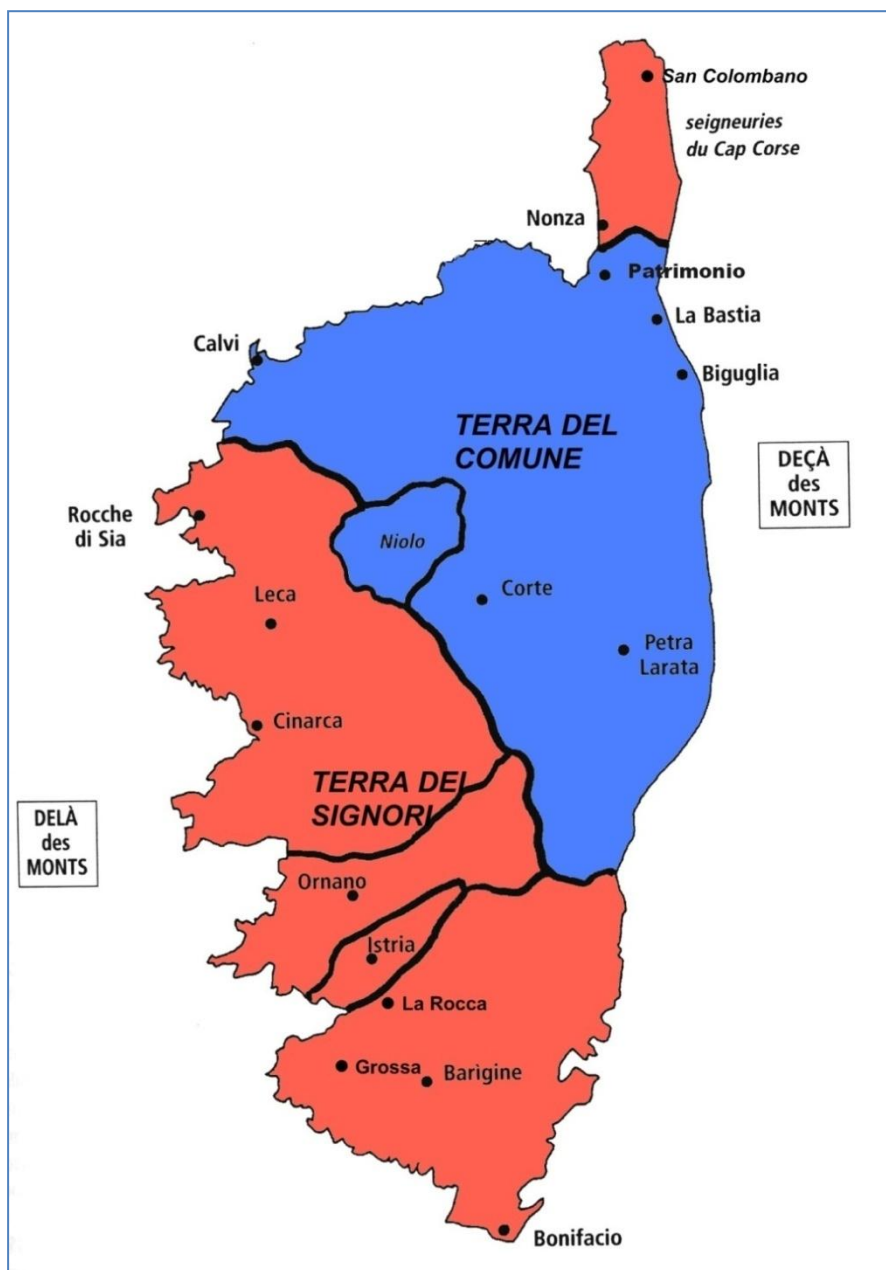 San Colombano
seigneuries
du Cap Corse
Nonza
Patrimonio
La Bastia
Calvi
Biguglia
TERRA DEL
COMUNE
DEÇÀ
des
MONTS
Rocche
di Sia
Niolo
Corte
Leca
Petra
Larata
Cinarca
TERRA DEI
SIGNORI
DELÀ
des
MONTS
Ornano
Istria
La Rocca
Grossa
Barigine
Bonifacio